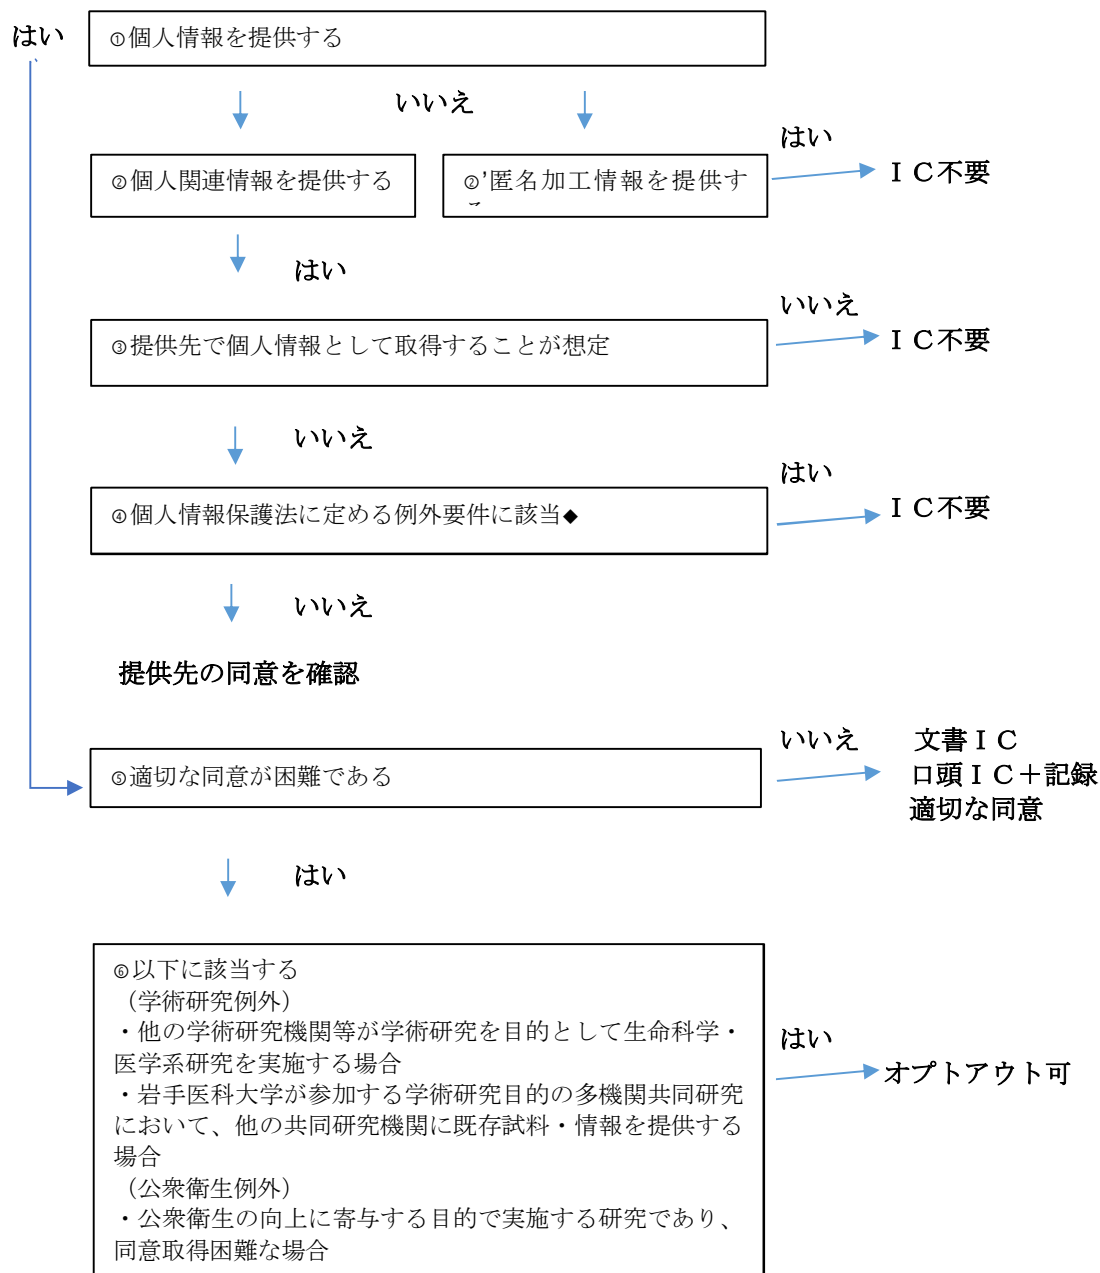 はい
①個人情報を提供する
いいえ
はい
②個人関連情報を提供する
②'匿名加工情報を提供す
ＩＣ不要
はい
いいえ
③提供先で個人情報として取得することが想定
ＩＣ不要
いいえ
はい
④個人情報保護法に定める例外要件に該当◆
ＩＣ不要
いいえ
提供先の同意を確認
いいえ
文書ＩＣ
口頭ＩＣ＋記録
適切な同意
⑤適切な同意が困難である
はい
⑥以下に該当する
（学術研究例外）
・他の学術研究機関等が学術研究を目的として生命科学・
医学系研究を実施する場合
・岩手医科大学が参加する学術研究目的の多機関共同研究
において、他の共同研究機関に既存試料・情報を提供する
場合
（公衆衛生例外）
・公衆衛生の向上に寄与する目的で実施する研究であり、
同意取得困難な場合
はい
オプトアウト可